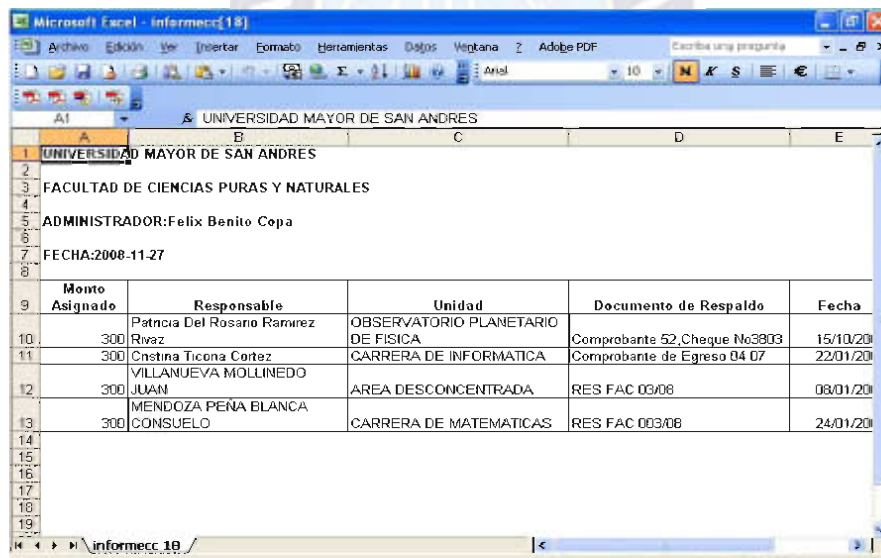 Microsoft Excel - informecc[18]
Archivo Edición Ver Insertar Formato Herramientas Datos Ventana ? Adobe PDF Escriba una pregunta
Arial 10 N K S €
A1 UNIVERSIDAD MAYOR DE SAN ANDRES
A B C D E
1 UNIVERSIDAD MAYOR DE SAN ANDRES
2
3 FACULTAD DE CIENCIAS PURAS Y NATURALES
4
5 ADMINISTRADOR:Felix Benito Copa
6
7 FECHA:2008-11-27
8
Monto
9 Asignado Responsable Unidad Documento de Respaldo Fecha
Patricia Del Rosario Ramirez OBSERVATORIO PLANETARIO
10 300 Rivaz DE FISICA Comprobante 52,Cheque No3803 15/10/20
11 300 Cristina Ticona Cortez CARRERA DE INFORMATICA Comprobante de Egreso 04 07 22/01/20
VILLANUEVA MOLLINEDO
12 300 JUAN AREA DESCONCENTRADA RES FAC 03/08 08/01/20
MENDOZA PEÑA BLANCA
13 300 CONSUELO CARRERA DE MATEMATICAS RES FAC 003/08 24/01/20
14
15
16
17
18
19
informecc 18